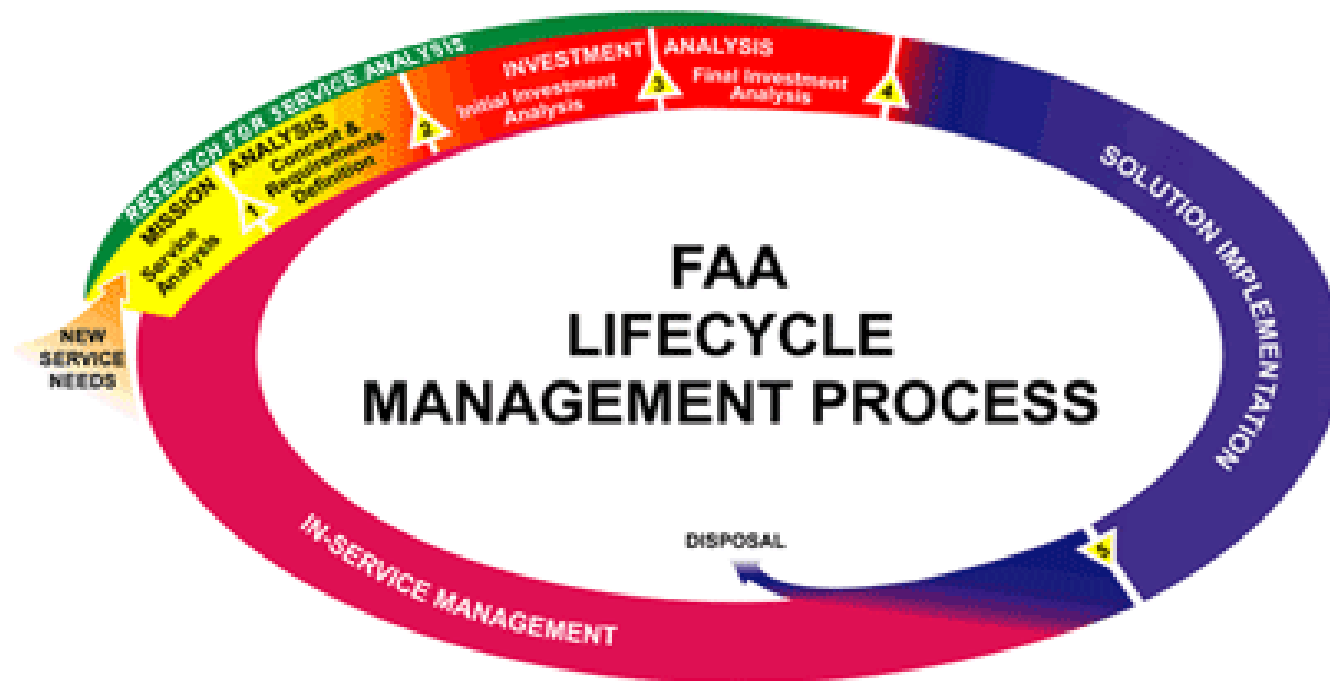 RESEARCH FOR SERVICE ANALYSIS
MISSION ANALYSIS
Service
Analysis
1
Concept &
Requirements
Definition
2
INVESTMENT ANALYSIS
Initial Investment
Analysis
3
Final Investment
Analysis
4
SOLUTION IMPLEMENTATION
NEW
SERVICE
NEEDS
FAA
LIFECYCLE
MANAGEMENT PROCESS
5
DISPOSAL
IN-SERVICE MANAGEMENT